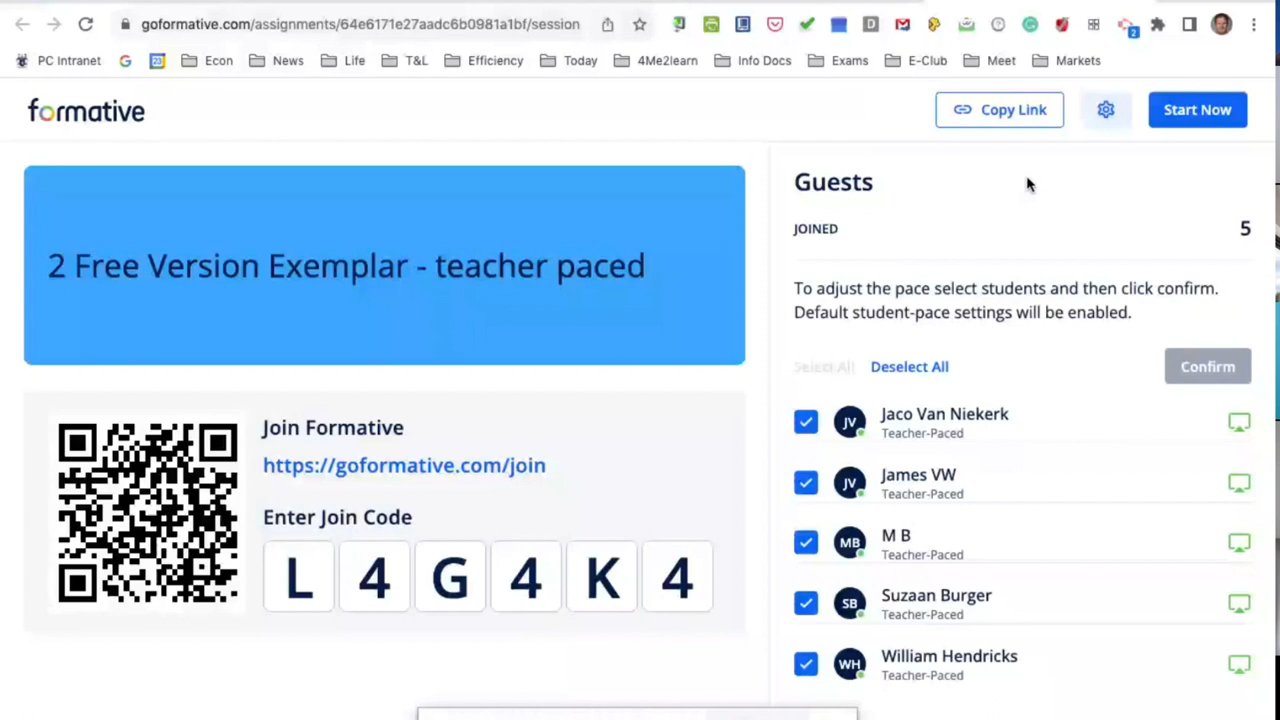 goformative.com/assignments/64e6171e27aadc6b0981a1bf/session
2
PC Intranet
Econ
News
Life
T&L
Efficiency
Today
4Me2learn
Info Docs
Exams
E-Club
Meet
Markets
formative
Copy Link
Start Now
2 Free Version Exemplar - teacher paced
Join Formative
https://goformative.com/join
Enter Join Code
L 4 G 4 K 4
Guests
JOINED 5
To adjust the pace select students and then click confirm.
Default student-pace settings will be enabled.
Select All Deselect All Confirm
JV Jaco Van Niekerk
Teacher-Paced
JV James VW
Teacher-Paced
MB M B
Teacher-Paced
SB Suzaan Burger
Teacher-Paced
WH William Hendricks
Teacher-Paced